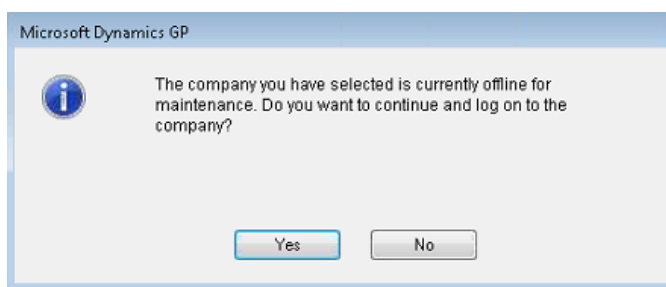 Microsoft Dynamics GP
The company you have selected is currently offline for
maintenance. Do you want to continue and log on to the
company?
Yes
No